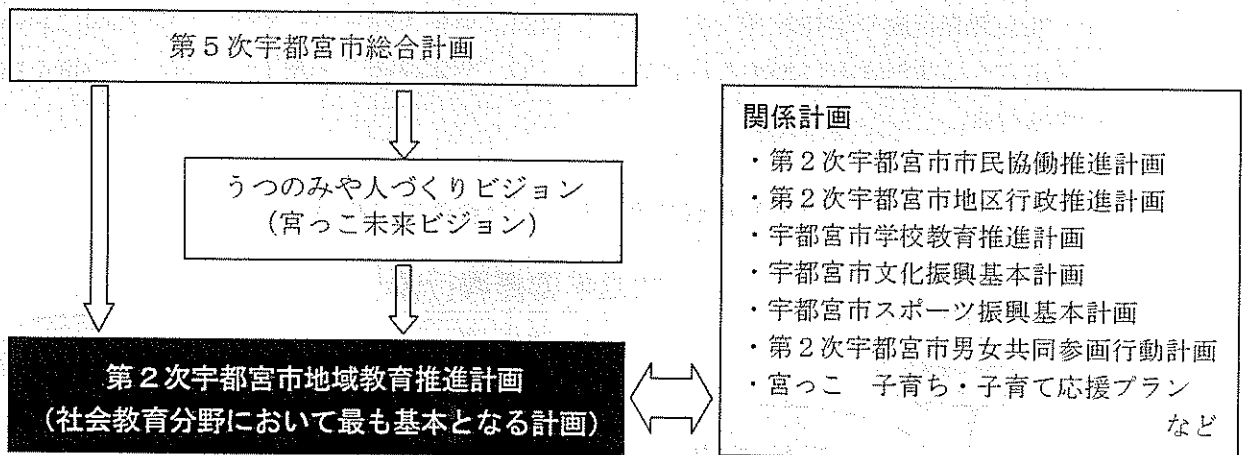 第5次宇都宮市総合計画
うつのみや人づくりビジョン
(宮っこ未来ビジョン)
第2次宇都宮市地域教育推進計画
(社会教育分野において最も基本となる計画)
関係計画
・第2次宇都宮市市民協働推進計画
・第2次宇都宮市地区行政推進計画
・宇都宮市学校教育推進計画
・宇都宮市文化振興基本計画
・宇都宮市スポーツ振興基本計画
・第2次宇都宮市男女共同参画行動計画
・宮っこ 子育ち・子育て応援プラン
など